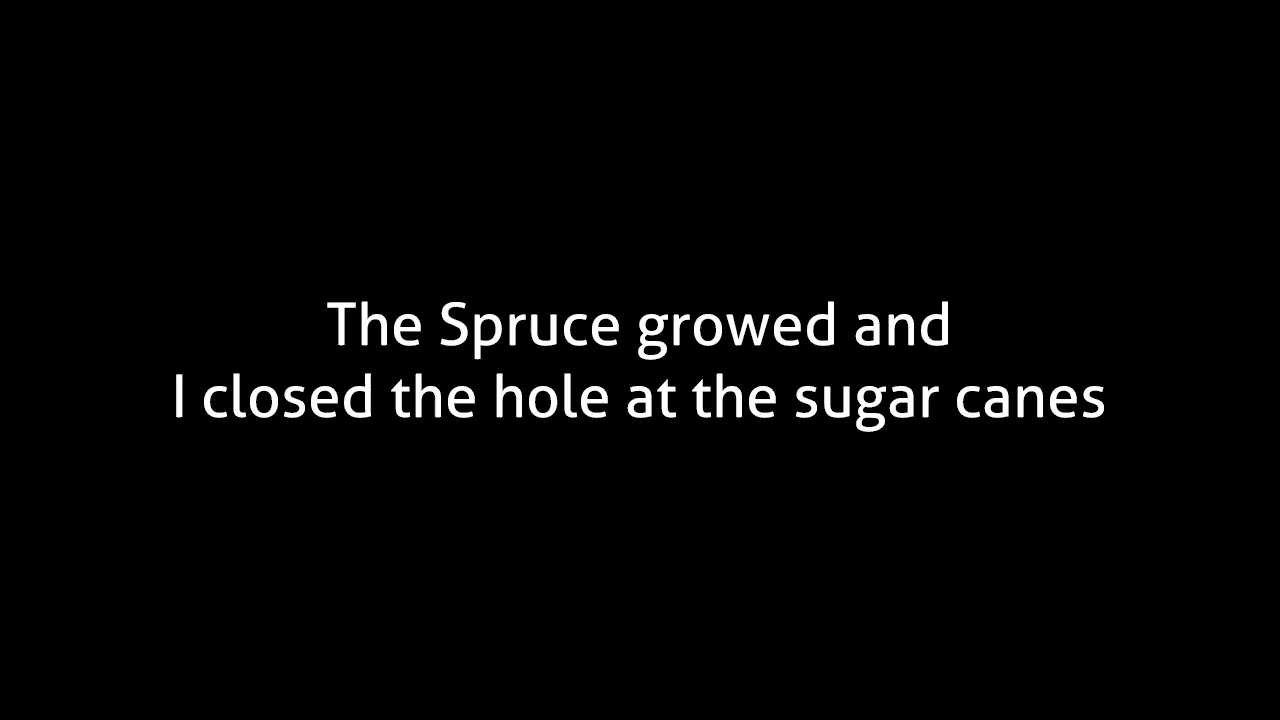 The Spruce growed and
I closed the hole at the sugar canes